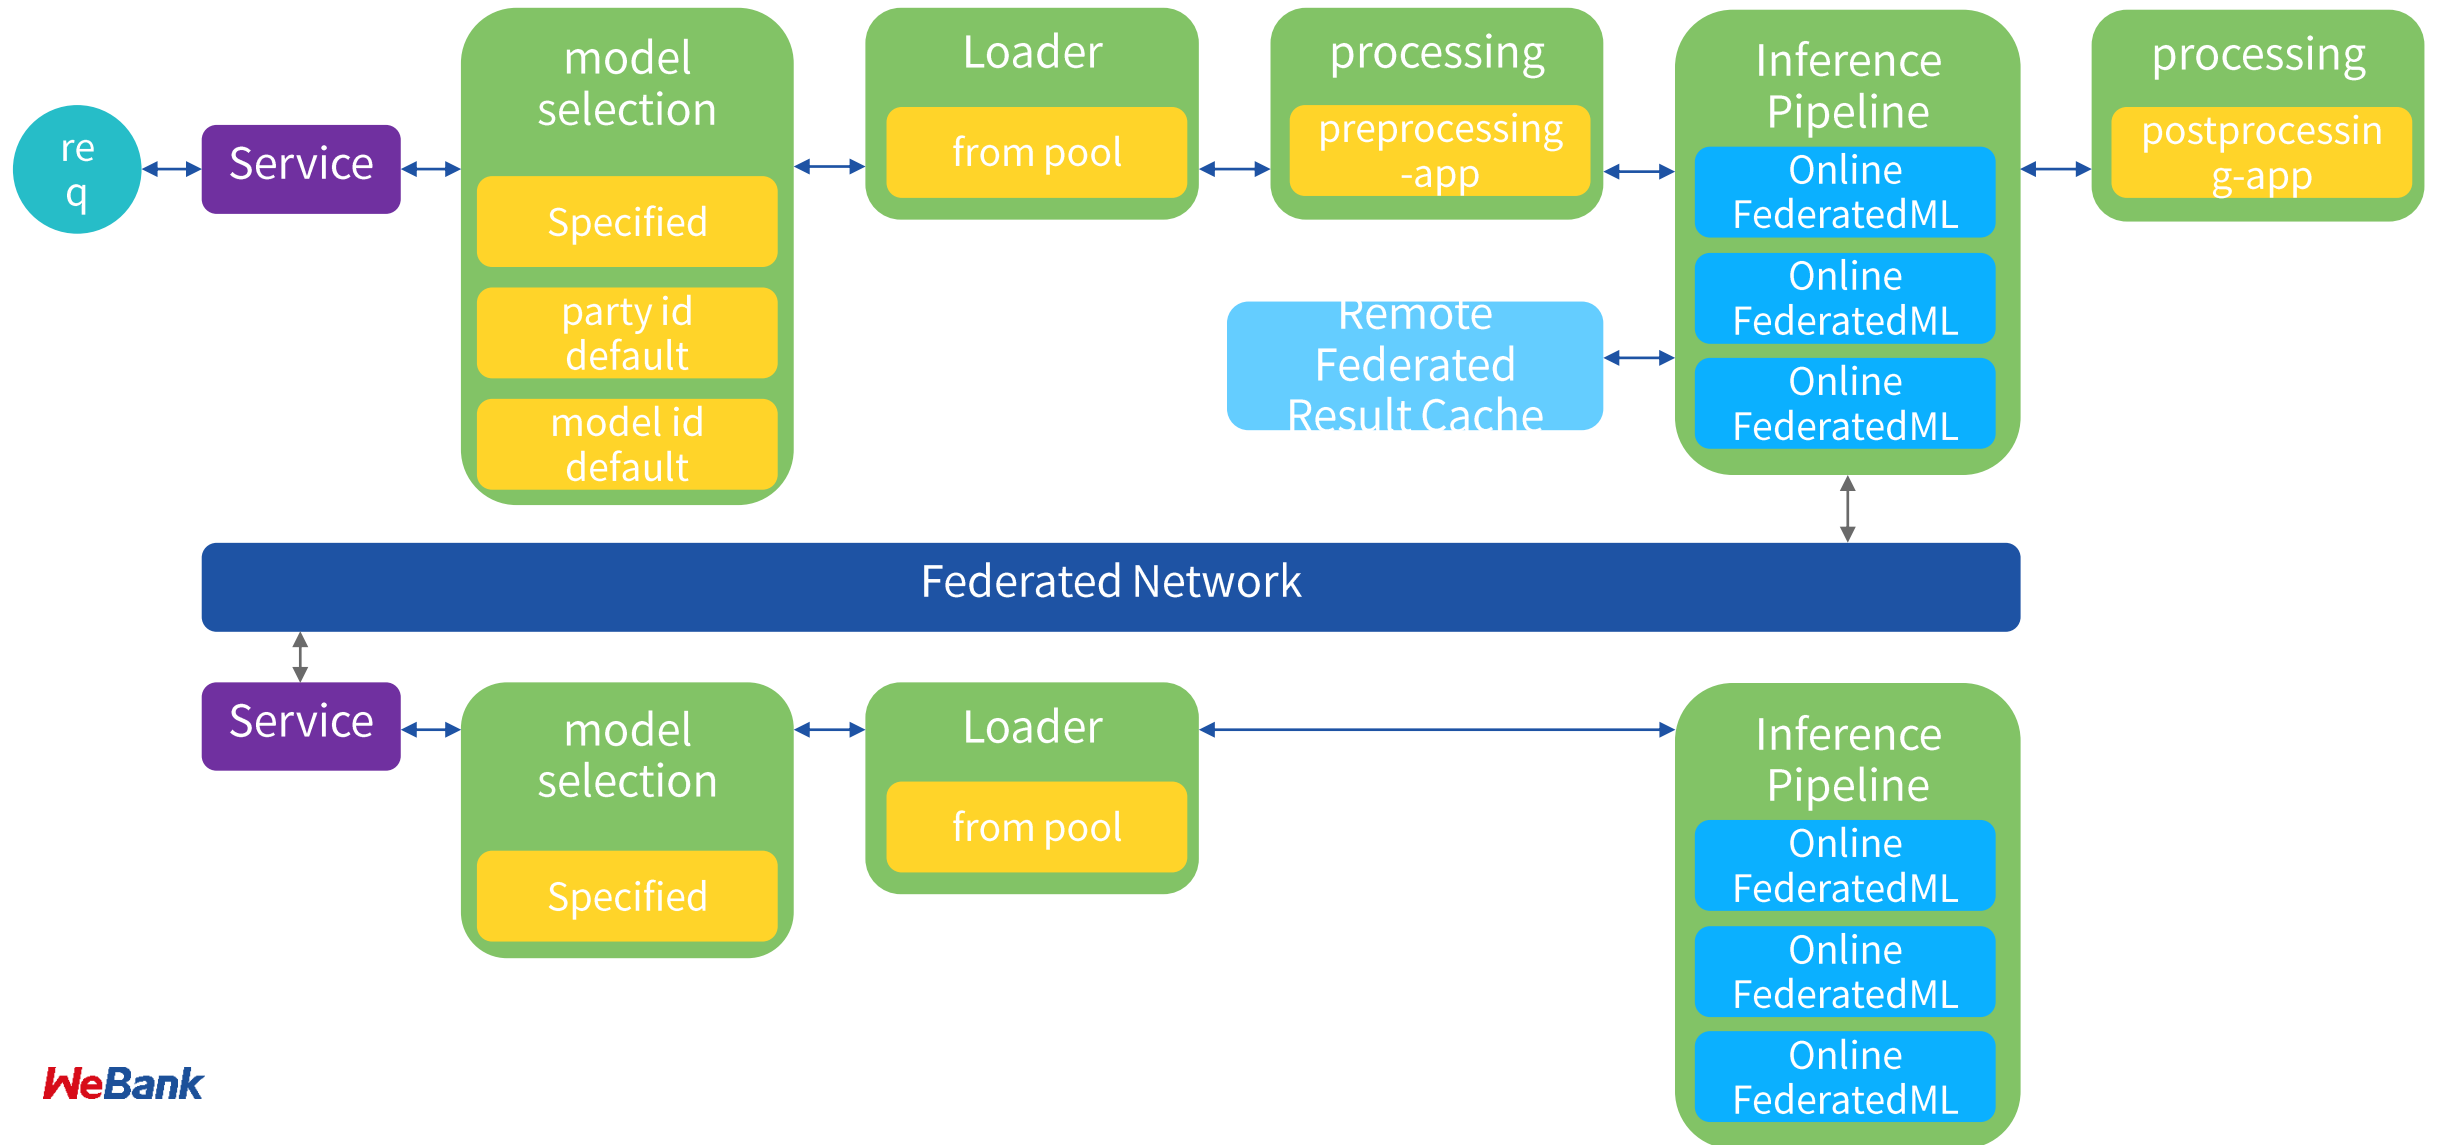 re
q
Service
model
selection
Specified
party id
default
model id
default
Loader
from pool
processing
preprocessing
-app
Inference
Pipeline
Online
FederatedML
Online
FederatedML
Online
FederatedML
processing
postprocessin
g-app
Remote
Federated
Result Cache
Federated Network
Service
model
selection
Specified
Loader
from pool
Inference
Pipeline
Online
FederatedML
Online
FederatedML
Online
FederatedML
WeBank